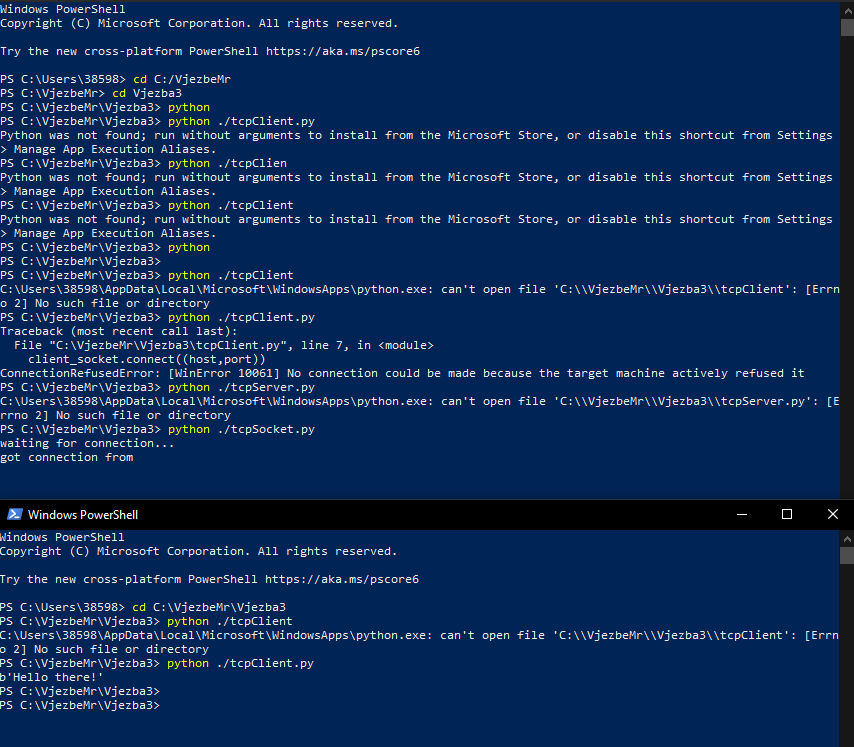 Windows PowerShell
Copyright (C) Microsoft Corporation. All rights reserved.
Try the new cross-platform PowerShell https://aka.ms/pscore6
PS C:\Users\38598> cd C:/VjezbeMr
PS C:\VjezbeMr> cd Vjezba3
PS C:\VjezbeMr\Vjezba3> python
PS C:\VjezbeMr\Vjezba3> python ./tcpClient.py
Python was not found; run without arguments to install from the Microsoft Store, or disable this shortcut from Settings
> Manage App Execution Aliases.
PS C:\VjezbeMr\Vjezba3> python ./tcpClien
Python was not found; run without arguments to install from the Microsoft Store, or disable this shortcut from Settings
> Manage App Execution Aliases.
PS C:\VjezbeMr\Vjezba3> python ./tcpClient
Python was not found; run without arguments to install from the Microsoft Store, or disable this shortcut from Settings
> Manage App Execution Aliases.
PS C:\VjezbeMr\Vjezba3> python
PS C:\VjezbeMr\Vjezba3>
PS C:\VjezbeMr\Vjezba3> python ./tcpClient
C:\Users\38598\AppData\Local\Microsoft\WindowsApps\python.exe: can't open file 'C:\\VjezbeMr\\Vjezba3\\tcpClient': [Errn
o 2] No such file or directory
PS C:\VjezbeMr\Vjezba3> python ./tcpClient.py
Traceback (most recent call last):
  File "C:\VjezbeMr\Vjezba3\tcpClient.py", line 7, in <module>
    client_socket.connect((host,port))
ConnectionRefusedError: [WinError 10061] No connection could be made because the target machine actively refused it
PS C:\VjezbeMr\Vjezba3> python ./tcpServer.py
C:\Users\38598\AppData\Local\Microsoft\WindowsApps\python.exe: can't open file 'C:\\VjezbeMr\\Vjezba3\\tcpServer.py': [E
rrno 2] No such file or directory
PS C:\VjezbeMr\Vjezba3> python ./tcpSocket.py
waiting for connection...
got connection from
Windows PowerShell
Windows PowerShell
Copyright (C) Microsoft Corporation. All rights reserved.
Try the new cross-platform PowerShell https://aka.ms/pscore6
PS C:\Users\38598> cd C:\VjezbeMr\Vjezba3
PS C:\VjezbeMr\Vjezba3> python ./tcpClient
C:\Users\38598\AppData\Local\Microsoft\WindowsApps\python.exe: can't open file 'C:\\VjezbeMr\\Vjezba3\\tcpClient': [Errn
o 2] No such file or directory
PS C:\VjezbeMr\Vjezba3> python ./tcpClient.py
b'Hello there!'
PS C:\VjezbeMr\Vjezba3>
PS C:\VjezbeMr\Vjezba3>